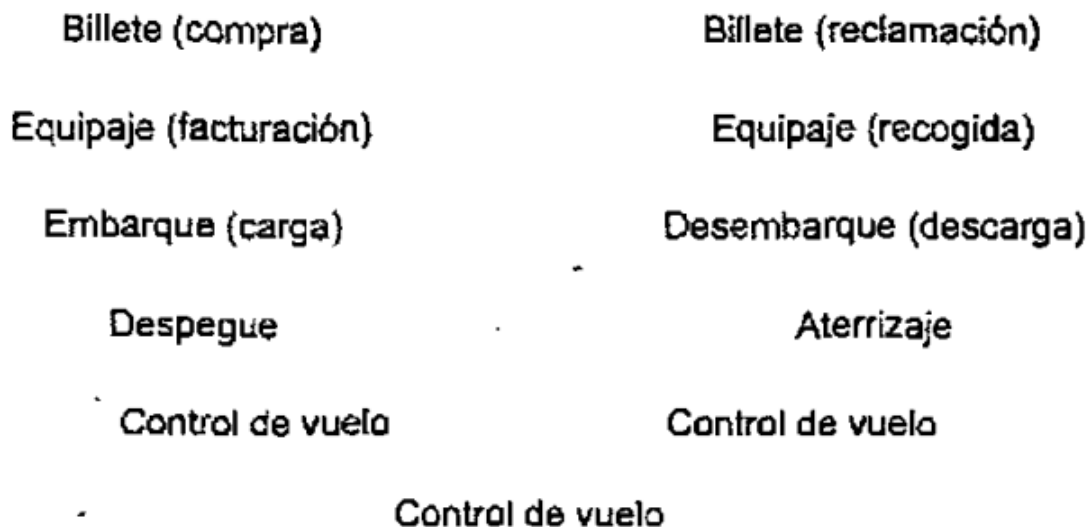 Billete (compra) Billete (reclamación)
Equipaje (facturación) Equipaje (recogida)
Embarque (carga) Desembarque (descarga)
Despegue Aterrizaje
Control de vuelo Control de vuelo
Control de vuelo